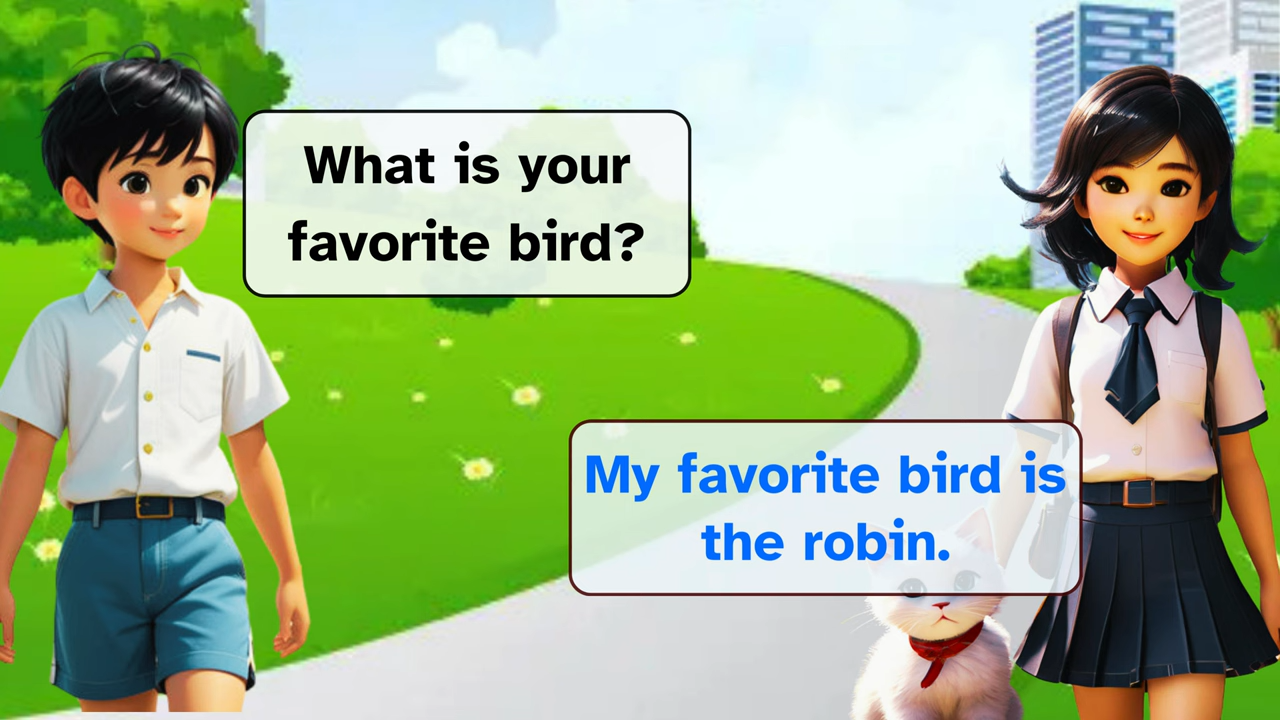 What is your
favorite bird?
My favorite bird is
the robin.